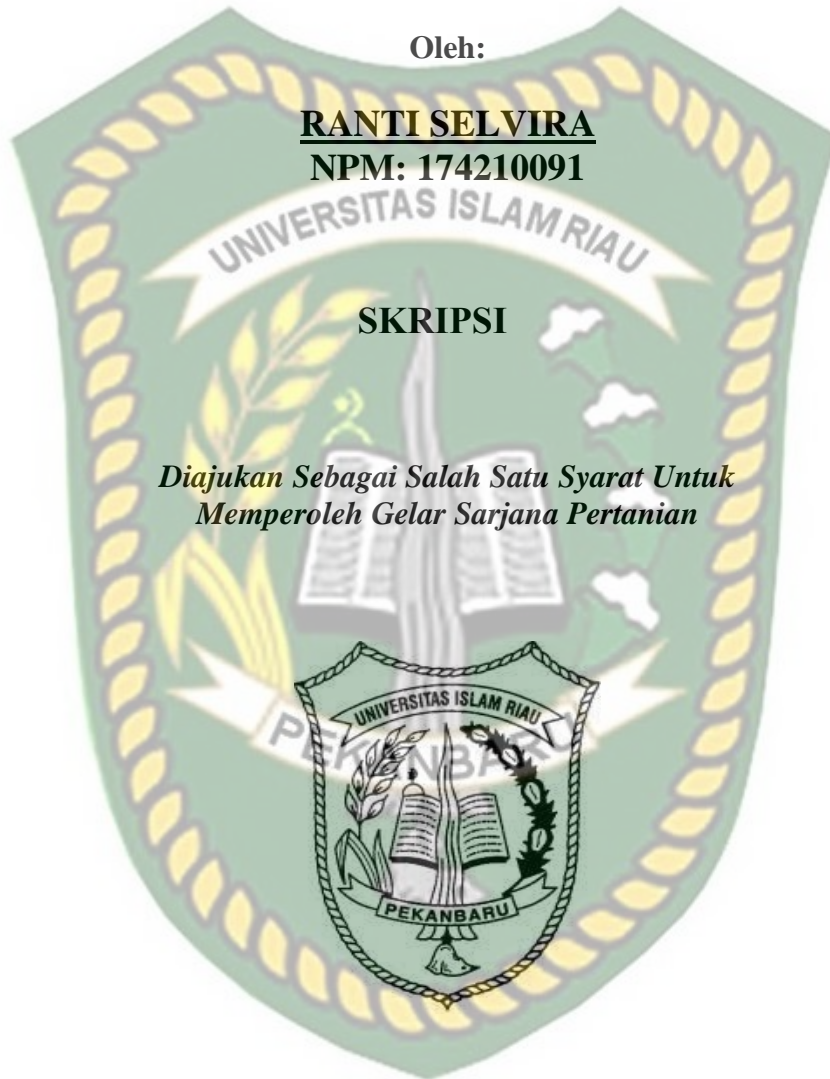 Oleh:
RANTI SELVIRA
NPM: 174210091
UNIVERSITAS ISLAM RIAU
SKRIPSI
Diajukan Sebagai Salah Satu Syarat Untuk
Memperoleh Gelar Sarjana Pertanian
UNIVERSITAS ISLAM RIAU
PEKANBARU
PEKANBARU